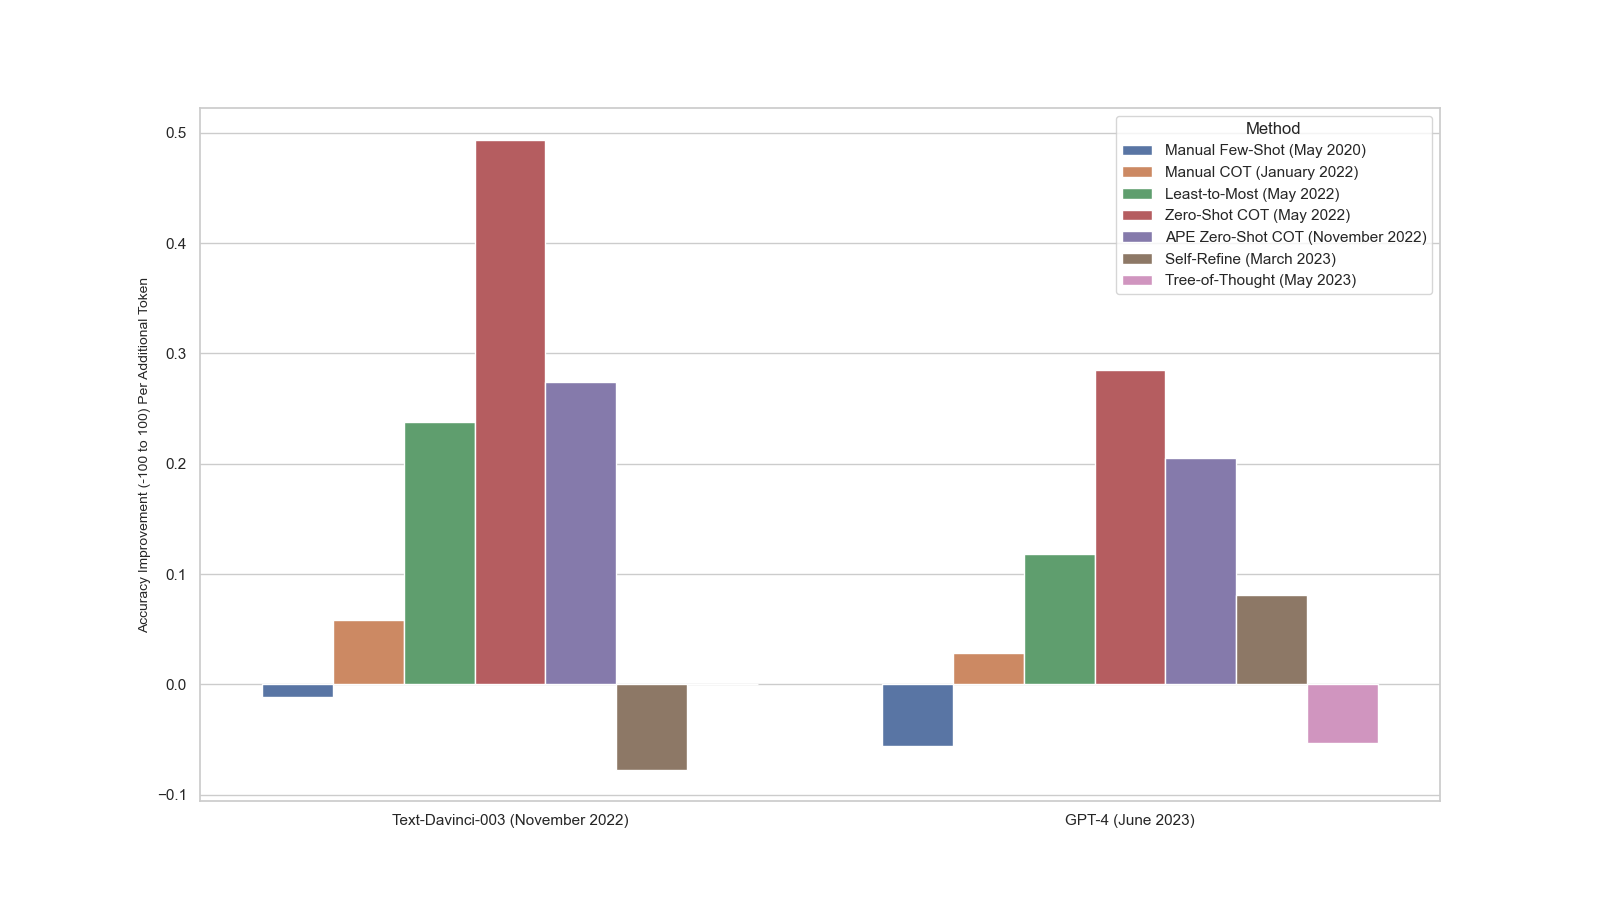 Method
Manual Few-Shot (May 2020)
Manual COT (January 2022)
Least-to-Most (May 2022)
Zero-Shot COT (May 2022)
APE Zero-Shot COT (November 2022)
Self-Refine (March 2023)
Tree-of-Thought (May 2023)
Accuracy Improvement (-100 to 100) Per Additional Token
0.5
0.4
0.3
0.2
0.1
0.0
−0.1
Text-Davinci-003 (November 2022)
GPT-4 (June 2023)